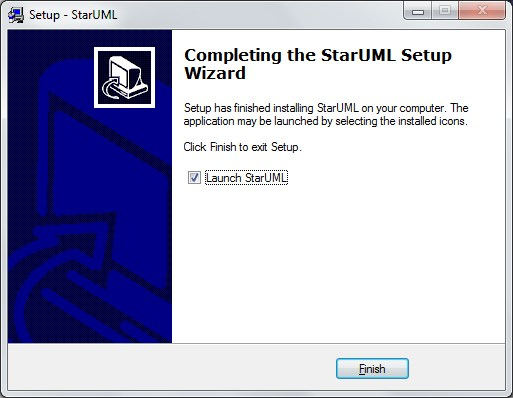 Setup - StarUML
Completing the StarUML Setup
Wizard
Setup has finished installing StarUML on your computer. The
application may be launched by selecting the installed icons.
Click Finish to exit Setup.
Launch StarUML
Finish